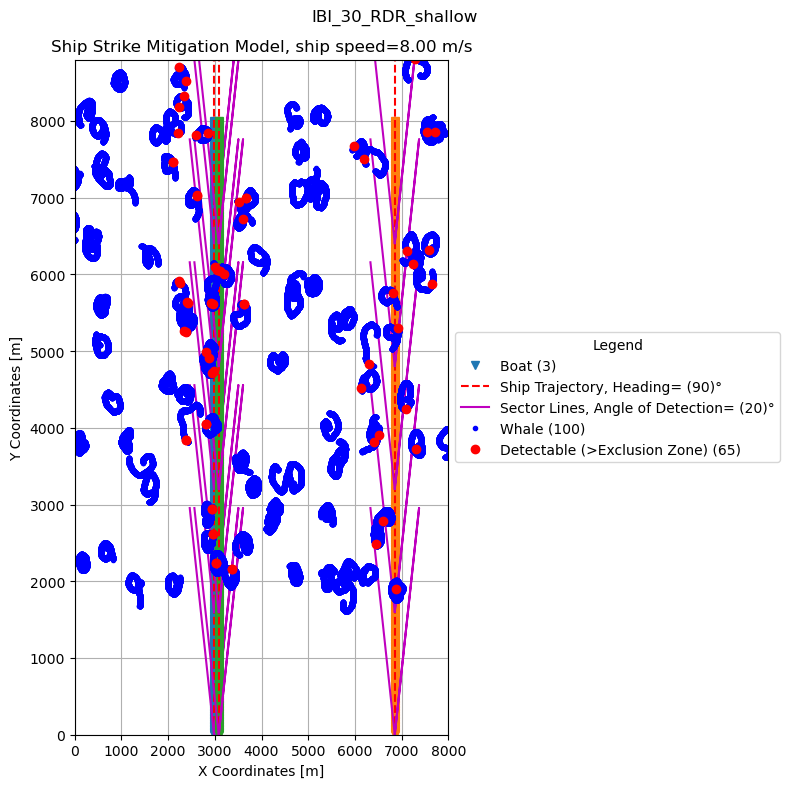 IBI_30_RDR_shallow
Ship Strike Mitigation Model, ship speed=8.00 m/s
8000
7000
6000
5000
4000
3000
2000
1000
0
Y Coordinates [m]
0 1000 2000 3000 4000 5000 6000 7000 8000
X Coordinates [m]
Legend
Boat (3)
Ship Trajectory, Heading= (90)°
Sector Lines, Angle of Detection= (20)°
Whale (100)
Detectable (>Exclusion Zone) (65)